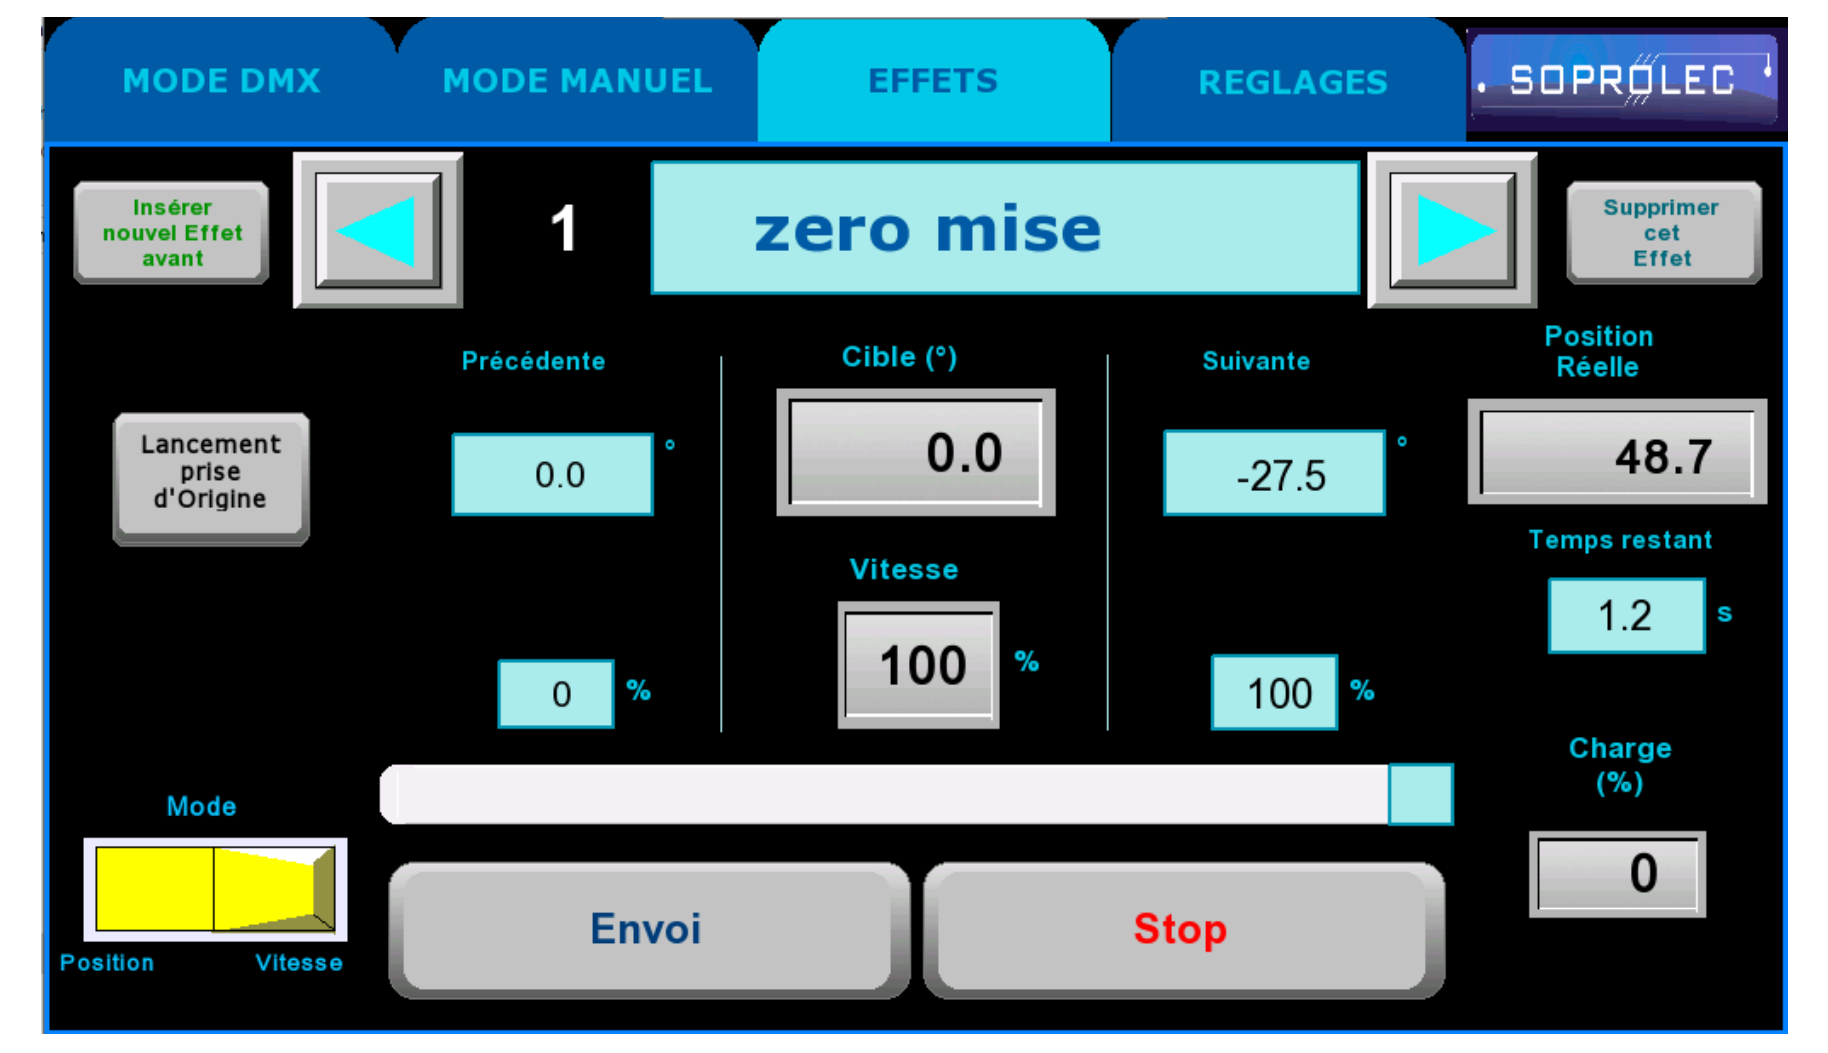 MODE DMX
MODE MANUEL
EFFETS
REGLAGES
SOPROLEC
Insérer
nouvel Effet
avant
1
zero mise
Supprimer
cet
Effet
Précédente
Cible (°)
Suivante
Position
Réelle
Lancement
prise
d'Origine
0.0 °
0.0
-27.5 °
48.7
Temps restant
1.2 s
Vitesse
0 %
100 %
100 %
Charge
(%)
0
Mode
Position
Vitesse
Envoi
Stop